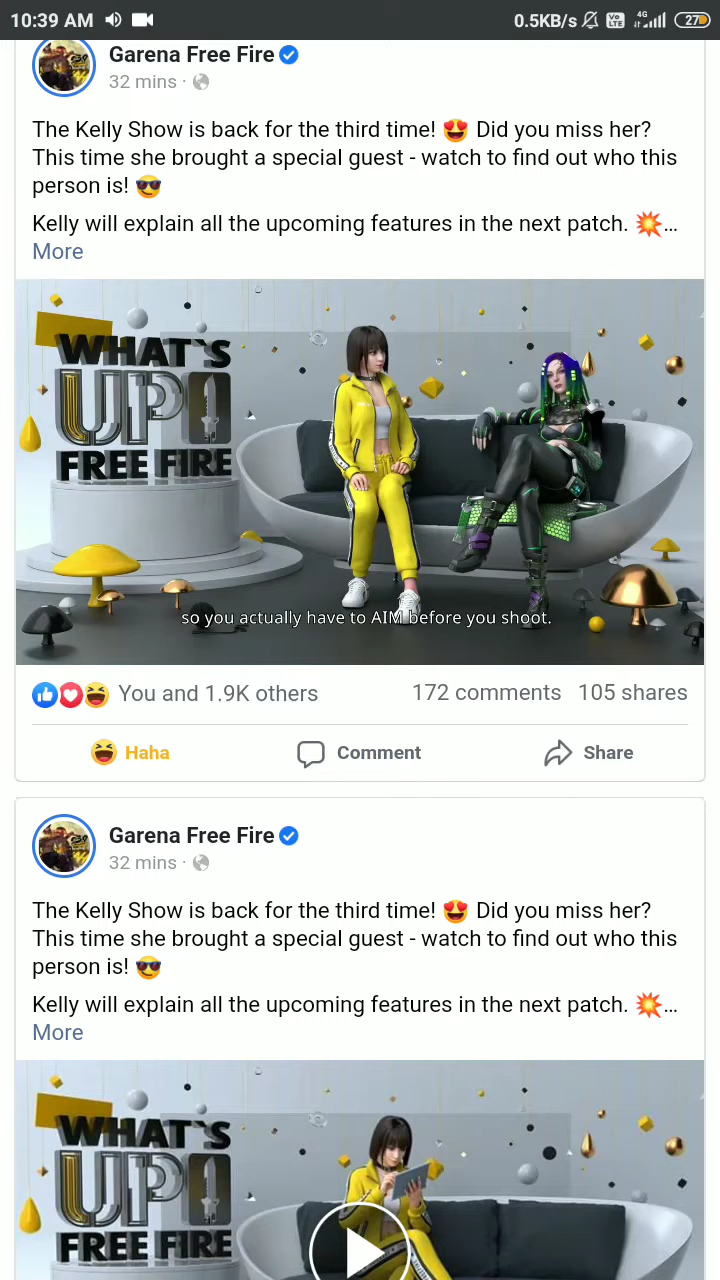 10:39 AM
0.5KB/s
Vo
LTE
4G
27
Garena Free Fire
32 mins ·
The Kelly Show is back for the third time! 😍 Did you miss her?
This time she brought a special guest - watch to find out who this
person is! 😎
Kelly will explain all the upcoming features in the next patch. 💥...
More
WHAT'S
UP
FREE FIRE
so you actually have to AIM before you shoot.
You and 1.9K others
172 comments
105 shares
Haha
Comment
Share
Garena Free Fire
32 mins ·
The Kelly Show is back for the third time! 😍 Did you miss her?
This time she brought a special guest - watch to find out who this
person is! 😎
Kelly will explain all the upcoming features in the next patch. 💥...
More
WHAT'S
UP
FREE FIRE